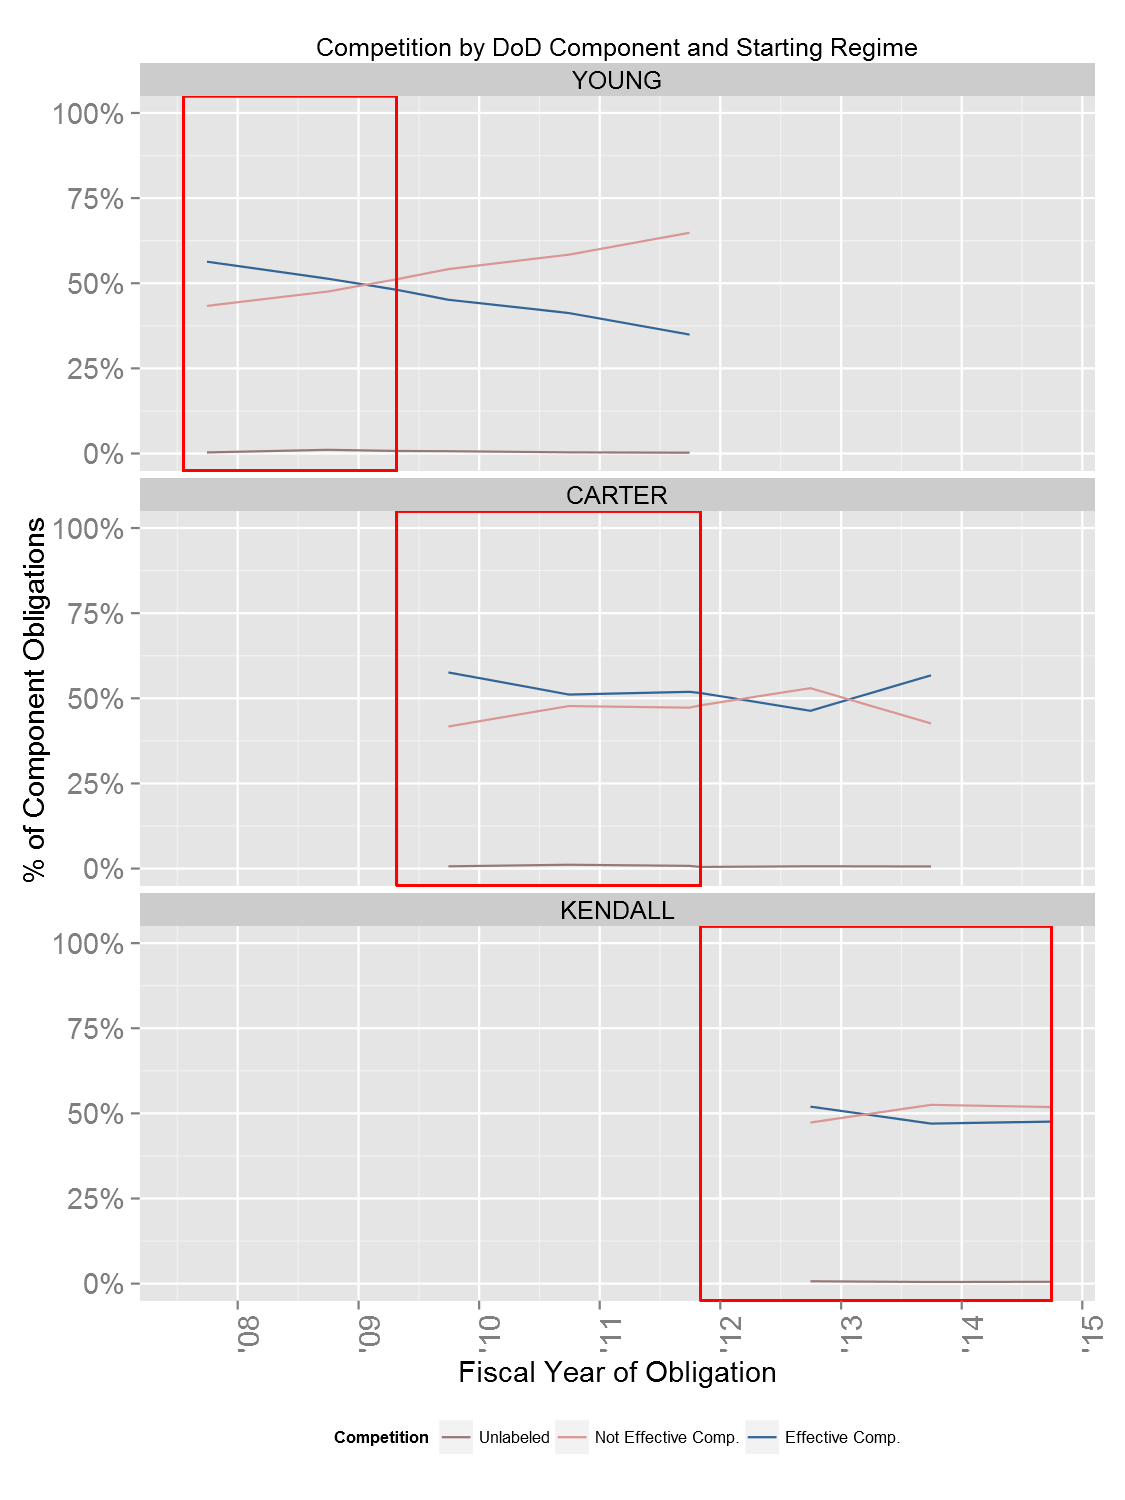 Competition by DoD Component and Starting Regime
YOUNG
100%
75%
50%
25%
0%
CARTER
100%
75%
50%
25%
0%
KENDALL
100%
75%
50%
25%
0%
% of Component Obligations
'08 '09 '10 '11 '12 '13 '14 '15
Fiscal Year of Obligation
Competition Unlabeled Not Effective Comp. Effective Comp.